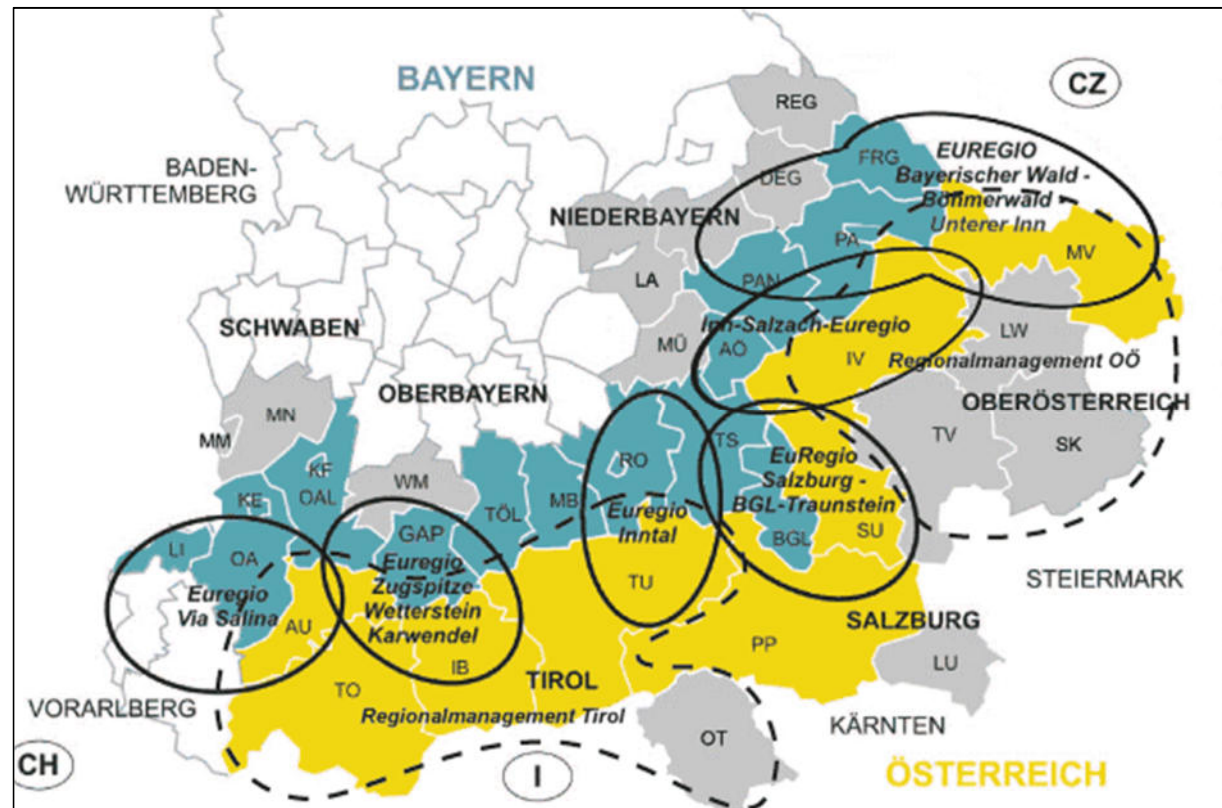 BAYERN
CZ
REG
BADEN-
WÜRTTEMBERG
FRG
EUREGIO
Bayerischer Wald -
Böhmerwald -
Unterer Inn
DEG
NIEDERBAYERN
PA
MV
LA
PAN
SCHWABEN
Inn-Salzach-Euregio
MÜ
AÖ
IV
LW
Regionalmanagement OÖ
OBERBAYERN
OBERÖSTERREICH
MN
MM
TV
SK
KF
OAL
WM
RO
TS
EuRegio
Salzburg -
BGL-Traunstein
KE
TÖL
MB
Euregio
Inntal
GAP
BGL
SU
LI
OA
Euregio
Zugspitze-
Wetterstein
Karwendel
Euregio
Via Salina
TU
STEIERMARK
AU
SALZBURG
IB
PP
LU
TO
TIROL
VORARLBERG
Regionalmanagement Tirol
KÄRNTEN
OT
CH
I
ÖSTERREICH